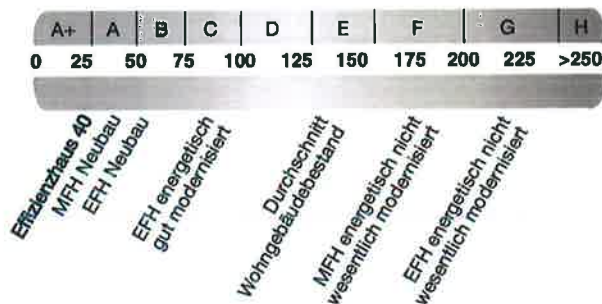 A+ A B C D E F G H
0 25 50 75 100 125 150 175 200 225 >250
Effizienzhaus 40
MFH Neubau
EFH Neubau
EFH energetisch
gut modernisiert
Durchschnitt
Wohngebäudebestand
MFH energetisch nicht
wesentlich modernisiert
EFH energetisch nicht
wesentlich modernisiert